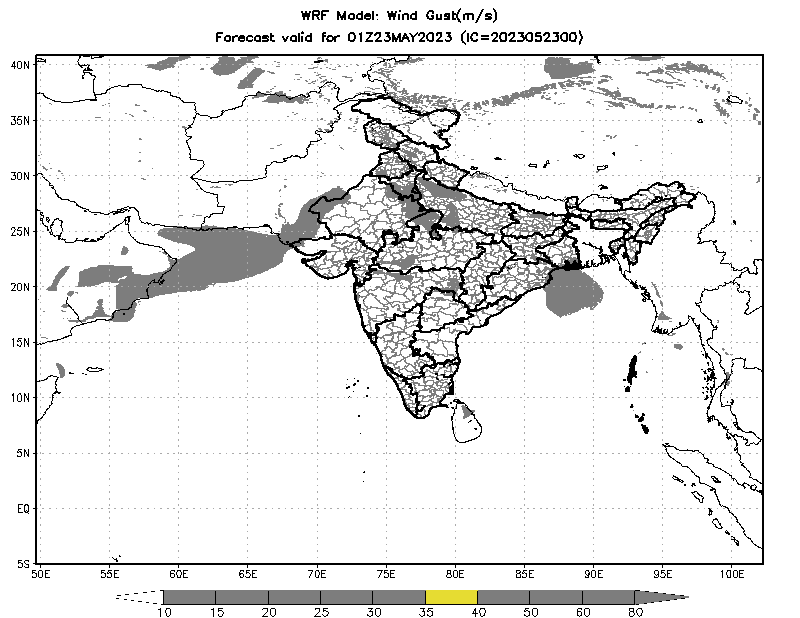 WRF Model: Wind Gust(m/s)
Forecast valid for 01Z23MAY2023 (IC=2023052300)
40N
35N
30N
25N
20N
15N
10N
5N
EQ
5S
50E 55E 60E 65E 70E 75E 80E 85E 90E 95E 100E
10 15 20 25 30 35 40 50 60 80